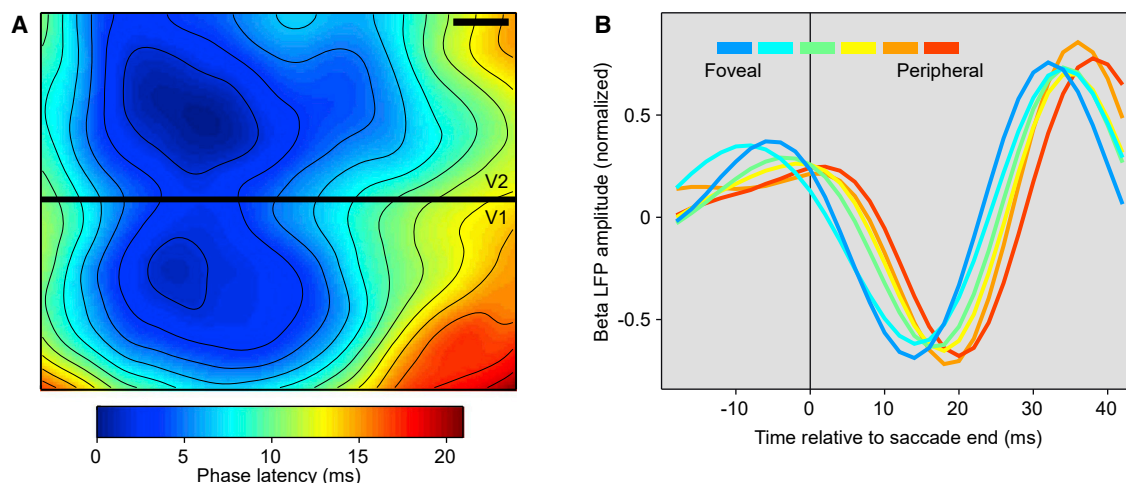 A
V2
V1
0 5 10 15 20
Phase latency (ms)
B
Foveal Peripheral
Beta LFP amplitude (normalized)
0.5
0
-0.5
-10 0 10 20 30 40
Time relative to saccade end (ms)